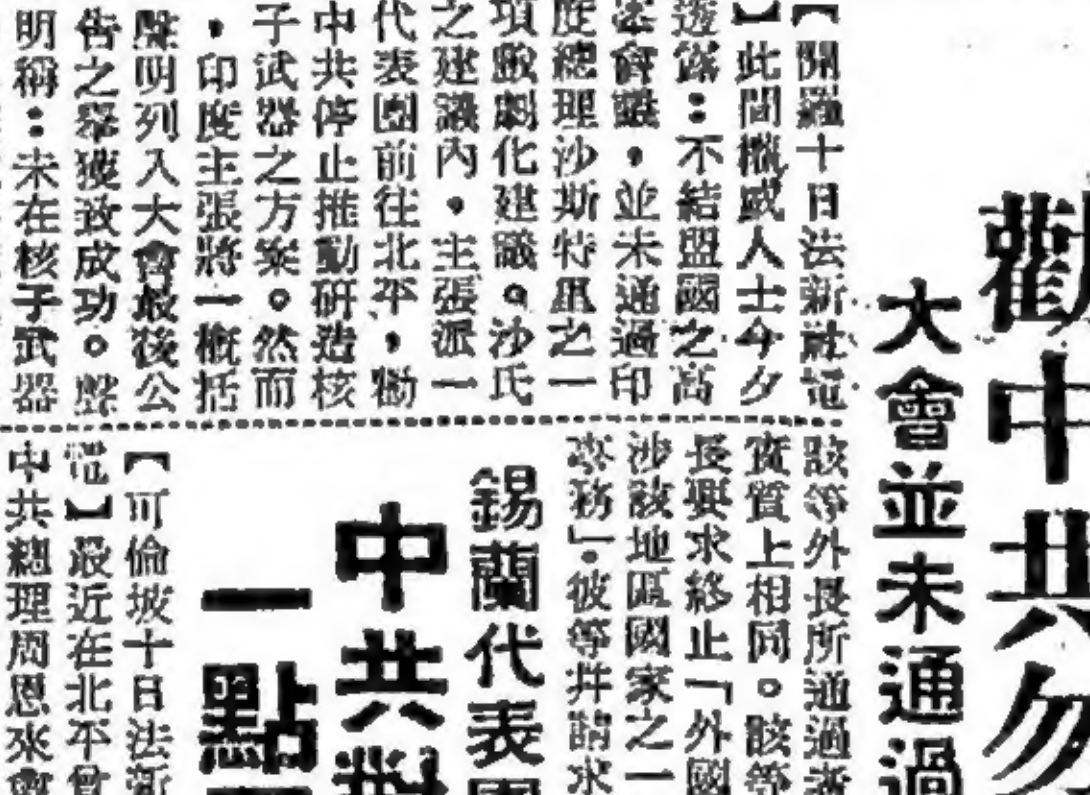 勸中共勿
大會並未通過
【開羅十日法新社電
】此間權威人士今夕
透露：不結盟國之高
會議，並未通過印
度總理沙斯特里之一
項戲劇化建議。沙氏
之建議內，主張派一
代表團前往北平，勸
中共停止推動研造核
子武器之方案。然而
，印度主張將一概括
聲明列入大會最後公
告之舉獲致成功。聲
明稱：未在核子武器
該等外長所通過者
實質上相同。該等
長要求終止「外國
沙該地區國家之一
務」。彼等并請求
錫蘭代表團
中共對
一點
【可倫坡十日法新
電】最近在北平曾
中共總理周恩來會